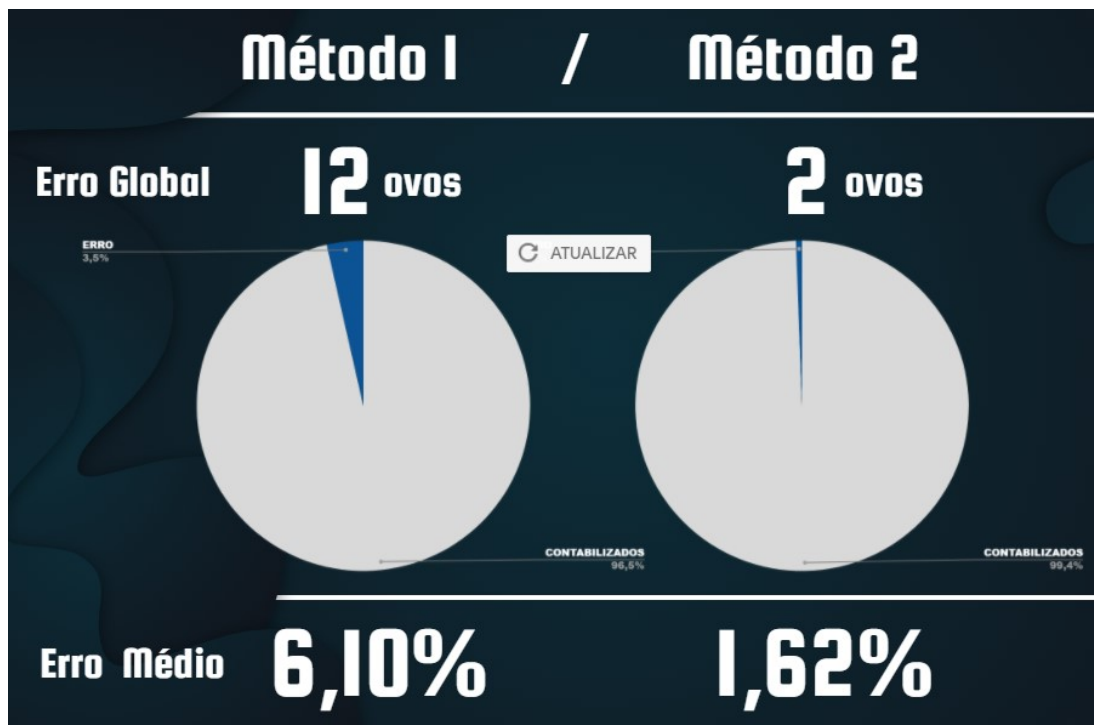 Método 1 / Método 2
Erro Global 12 ovos 2 ovos
ERRO
3,5%
ATUALIZAR
CONTABILIZADOS
96,5%
CONTABILIZADOS
99,4%
Erro Médio 6,10% 1,62%